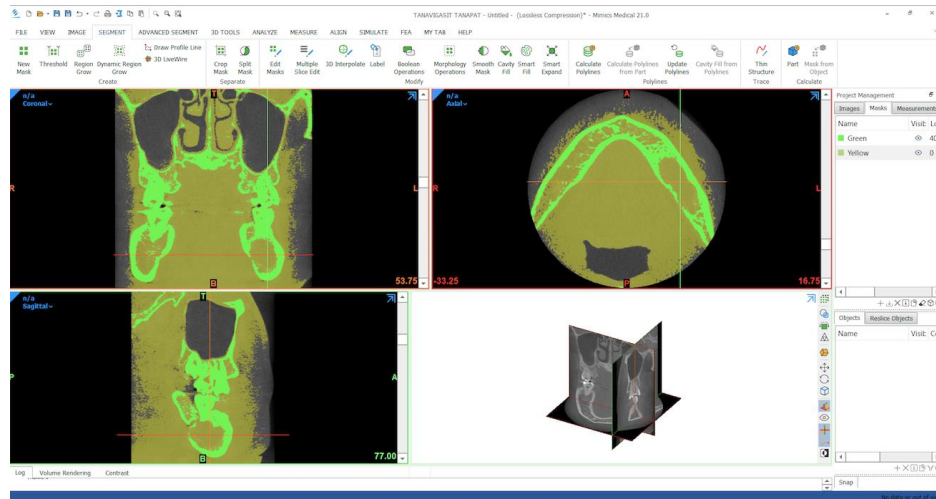 TANAVIGASIT TANAPAT - Untitled - (Lossless Compression)* - Mimics Medical 21.0
FILE VIEW IMAGE SEGMENT ADVANCED SEGMENT 3D TOOLS ANALYZE MEASURE ALIGN SIMULATE FEA MY TAB HELP
New Mask
Threshold
Region Grow
Dynamic Region Grow
Draw Profile Line
3D LiveWire
Create
Crop Mask
Split Mask
Separate
Edit Masks
Multiple Slice Edit
3D Interpolate
Label
Boolean Operations
Modify
Morphology Operations
Smooth Mask
Cavity Fill
Smart Fill
Smart Expand
Calculate Polylines
Calculate Polylines from Part
Update Polylines
Cavity Fill from Polylines
Polylines
Thin Structure
Trace
Part
Mask from Object
Calculate
n/a
Coronal
T
R
L
B
53.75
n/a
Axial
A
R
L
P
-33.25
16.75
n/a
Sagittal
T
P
A
B
77.00
Project Management
Images Masks Measurements
Name Visit Lo
Green 40
Yellow 0
Objects Reslice Objects
Name Visit Co
Log Volume Rendering Contrast
Snap